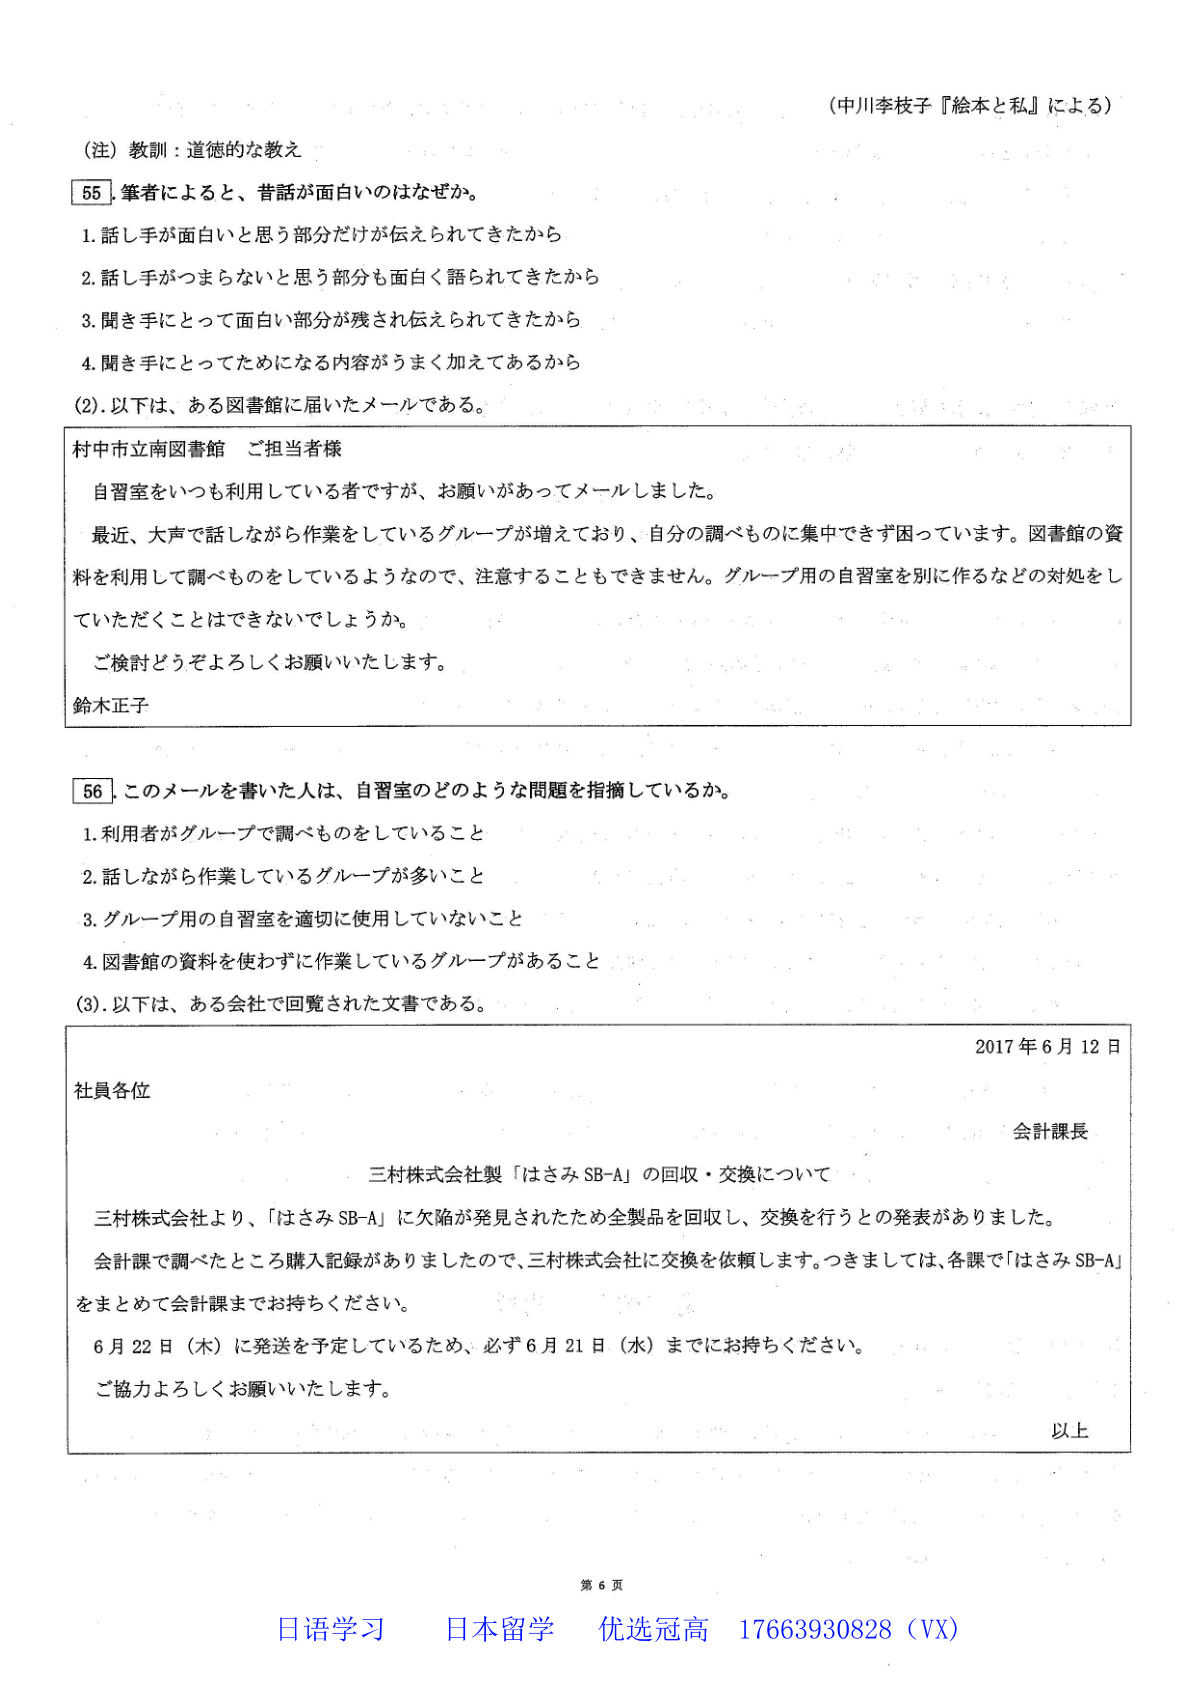 （中川李枝子『絵本と私』による）
（注）教訓：道徳的な教え
55.筆者によると、昔話が面白いのはなぜか。
1.話し手が面白いと思う部分だけが伝えられてきたから
2.話し手がつまらないと思う部分も面白く語られてきたから
3.聞き手にとって面白い部分が残され伝えられてきたから
4.聞き手にとってためになる内容がうまく加えてあるから
(2).以下は、ある図書館に届いたメールである。
村中市立南図書館　ご担当者様
自習室をいつも利用している者ですが、お願いがあってメールしました。
最近、大声で話しながら作業をしているグループが増えており、自分の調べものに集中できず困っています。図書館の資
料を利用して調べものをしているようなので、注意することもできません。グループ用の自習室を別に作るなどの対処をし
ていただくことはできないでしょうか。
ご検討どうぞよろしくお願いいたします。
鈴木正子
56.このメールを書いた人は、自習室のどのような問題を指摘しているか。
1.利用者がグループで調べものをしていること
2.話しながら作業しているグループが多いこと
3.グループ用の自習室を適切に使用していないこと
4.図書館の資料を使わずに作業しているグループがあること
(3).以下は、ある会社で回覧された文書である。
2017年6月12日
社員各位
会計課長
三村株式会社製「はさみSB-A」の回収・交換について
三村株式会社より、「はさみSB-A」に欠陥が発見されたため全製品を回収し、交換を行うとの発表がありました。
会計課で調べたところ購入記録がありましたので、三村株式会社に交換を依頼します。つきましては、各課で「はさみSB-A」
をまとめて会計課までお持ちください。
6月22日（木）に発送を予定しているため、必ず6月21日（水）までにお持ちください。
ご協力よろしくお願いいたします。
以上
第 6 页
日语学习　　日本留学　　优选冠高　17663930828（VX)